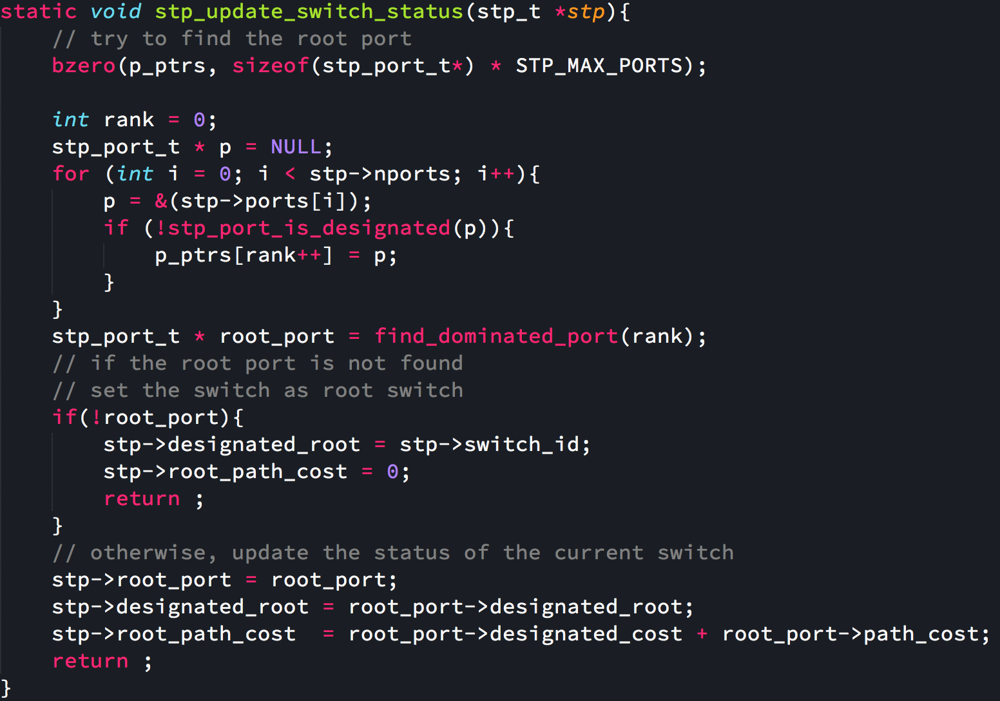 static void stp_update_switch_status(stp_t *stp){
    // try to find the root port
    bzero(p_ptrs, sizeof(stp_port_t*) * STP_MAX_PORTS);

    int rank = 0;
    stp_port_t * p = NULL;
    for (int i = 0; i < stp->nports; i++){
        p = &(stp->ports[i]);
        if (!stp_port_is_designated(p)){
            p_ptrs[rank++] = p;
        }
    }
    stp_port_t * root_port = find_dominated_port(rank);
    // if the root port is not found
    // set the switch as root switch
    if(!root_port){
        stp->designated_root = stp->switch_id;
        stp->root_path_cost = 0;
        return ;
    }
    // otherwise, update the status of the current switch
    stp->root_port = root_port;
    stp->designated_root = root_port->designated_root;
    stp->root_path_cost  = root_port->designated_cost + root_port->path_cost;
    return ;
}